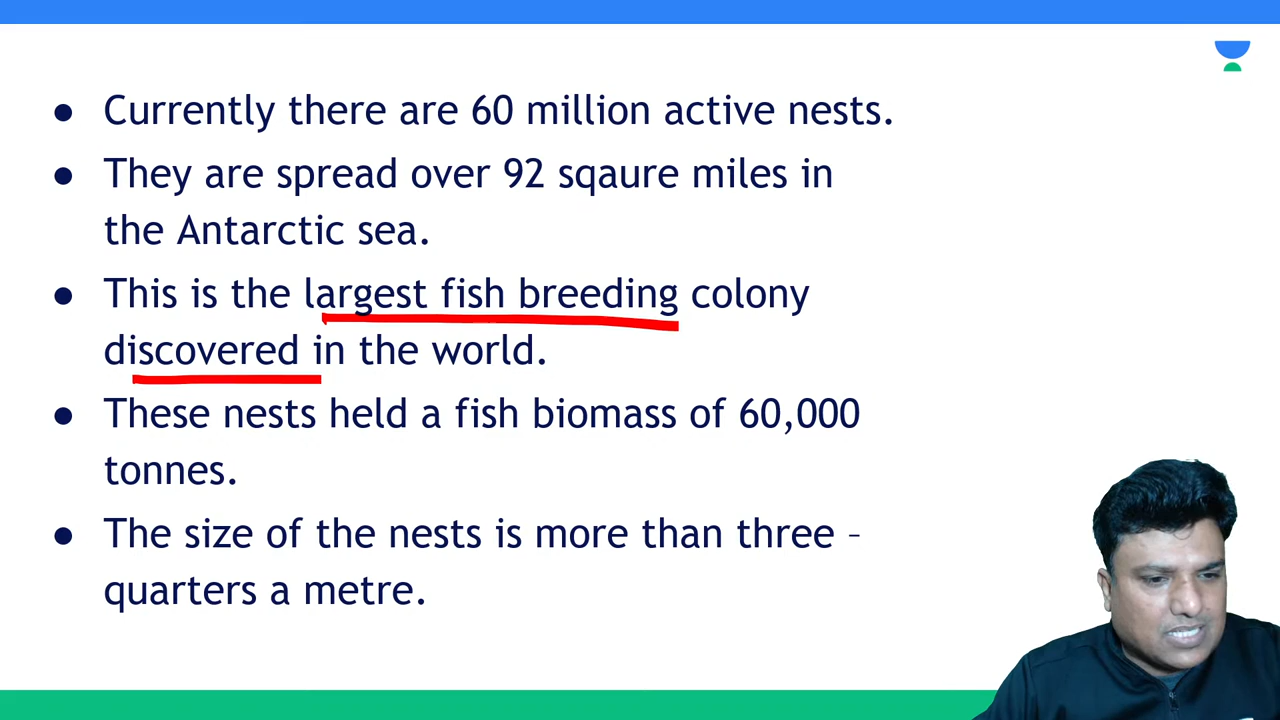 ● Currently there are 60 million active nests.
● They are spread over 92 sqaure miles in
the Antarctic sea.
● This is the largest fish breeding colony
discovered in the world.
● These nests held a fish biomass of 60,000
tonnes.
● The size of the nests is more than three –
quarters a metre.